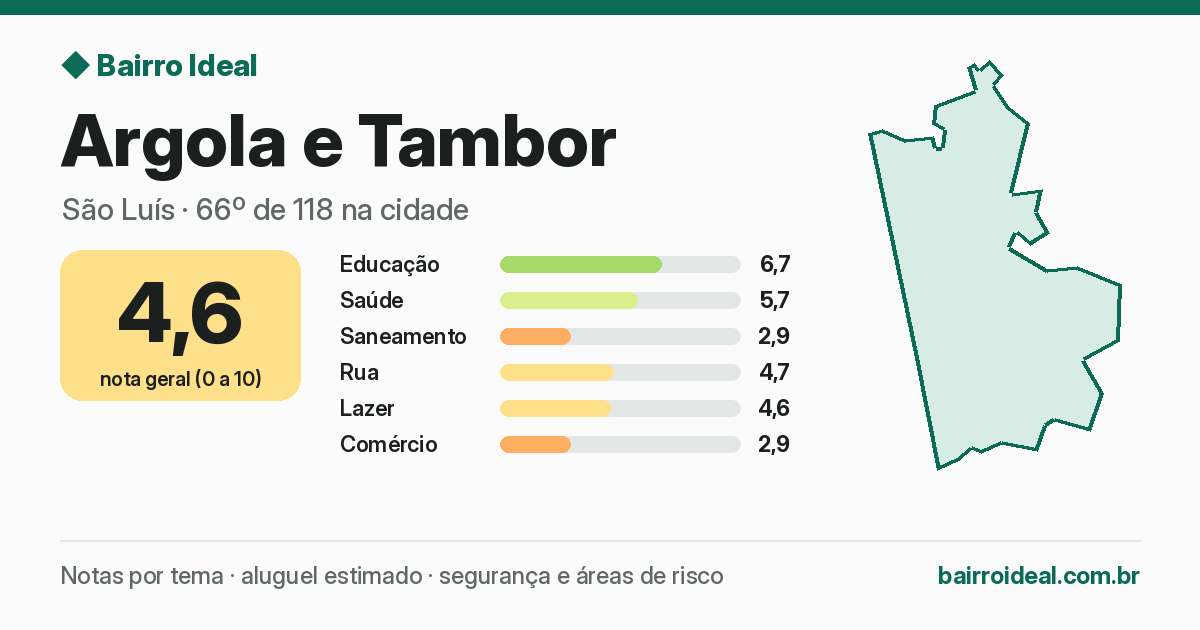 Bairro Ideal
Argola e Tambor
São Luís · 66º de 118 na cidade
4,6
nota geral (0 a 10)
Educação 6,7
Saúde 5,7
Saneamento 2,9
Rua 4,7
Lazer 4,6
Comércio 2,9
Notas por tema · aluguel estimado · segurança e áreas de risco
bairroideal.com.br